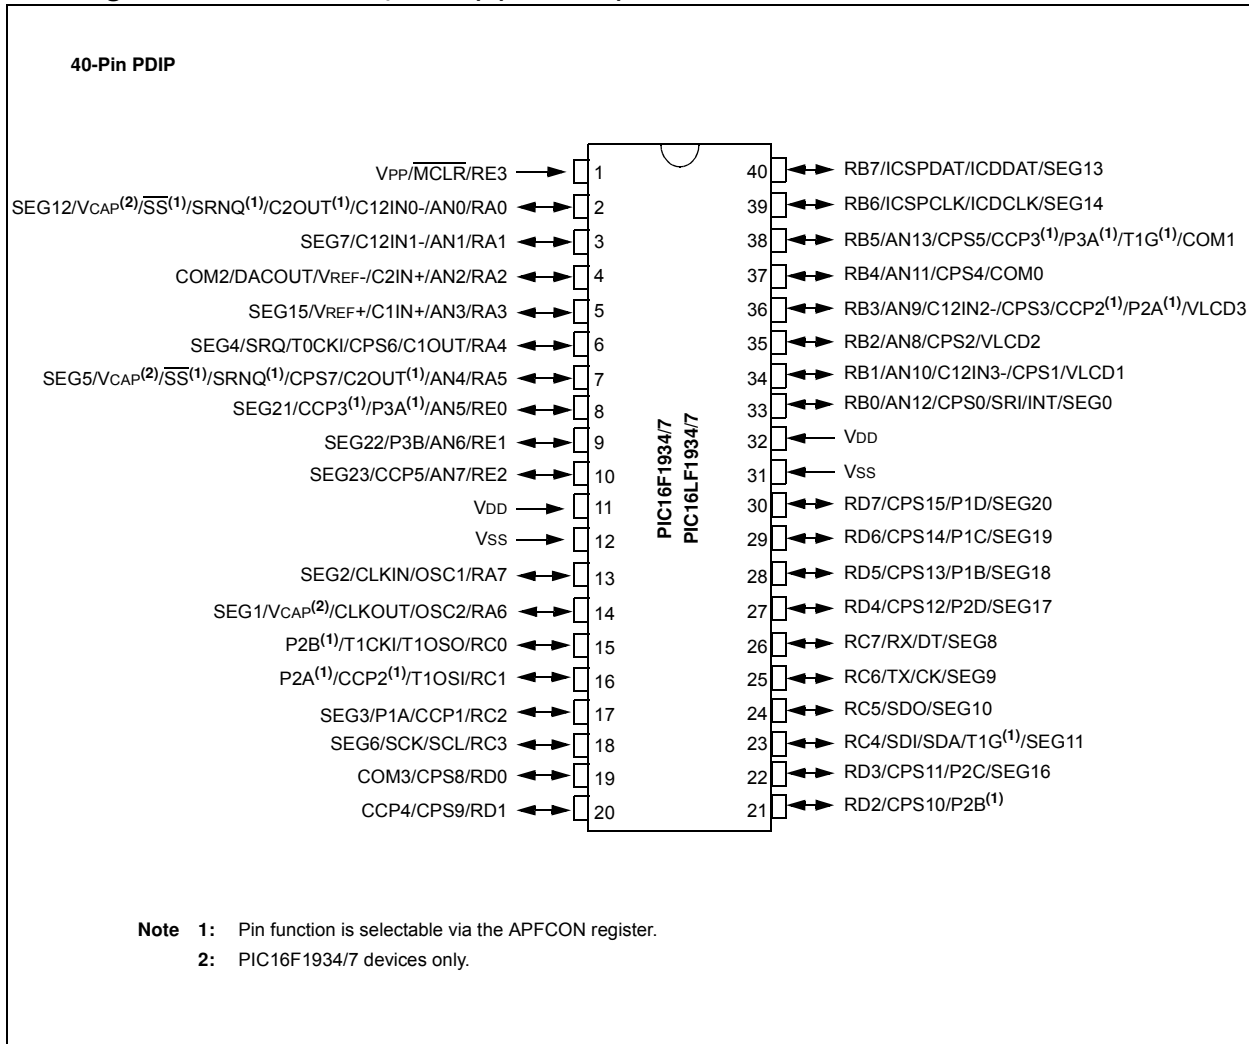 40-Pin PDIP
VPP/MCLR/RE3 1
SEG12/VCAP(2)/SS(1)/SRNQ(1)/C2OUT(1)/C12IN0-/AN0/RA0 2
SEG7/C12IN1-/AN1/RA1 3
COM2/DACOUT/VREF-/C2IN+/AN2/RA2 4
SEG15/VREF+/C1IN+/AN3/RA3 5
SEG4/SRQ/T0CKI/CPS6/C1OUT/RA4 6
SEG5/VCAP(2)/SS(1)/SRNQ(1)/CPS7/C2OUT(1)/AN4/RA5 7
SEG21/CCP3(1)/P3A(1)/AN5/RE0 8
SEG22/P3B/AN6/RE1 9
SEG23/CCP5/AN7/RE2 10
VDD 11
VSS 12
SEG2/CLKIN/OSC1/RA7 13
SEG1/VCAP(2)/CLKOUT/OSC2/RA6 14
P2B(1)/T1CKI/T1OSO/RC0 15
P2A(1)/CCP2(1)/T1OSI/RC1 16
SEG3/P1A/CCP1/RC2 17
SEG6/SCK/SCL/RC3 18
COM3/CPS8/RD0 19
CCP4/CPS9/RD1 20
PIC16F1934/7
PIC16LF1934/7
40 RB7/ICSPDAT/ICDDAT/SEG13
39 RB6/ICSPCLK/ICDCLK/SEG14
38 RB5/AN13/CPS5/CCP3(1)/P3A(1)/T1G(1)/COM1
37 RB4/AN11/CPS4/COM0
36 RB3/AN9/C12IN2-/CPS3/CCP2(1)/P2A(1)/VLCD3
35 RB2/AN8/CPS2/VLCD2
34 RB1/AN10/C12IN3-/CPS1/VLCD1
33 RB0/AN12/CPS0/SRI/INT/SEG0
32 VDD
31 VSS
30 RD7/CPS15/P1D/SEG20
29 RD6/CPS14/P1C/SEG19
28 RD5/CPS13/P1B/SEG18
27 RD4/CPS12/P2D/SEG17
26 RC7/RX/DT/SEG8
25 RC6/TX/CK/SEG9
24 RC5/SDO/SEG10
23 RC4/SDI/SDA/T1G(1)/SEG11
22 RD3/CPS11/P2C/SEG16
21 RD2/CPS10/P2B(1)
Note 1: Pin function is selectable via the APFCON register.
2: PIC16F1934/7 devices only.